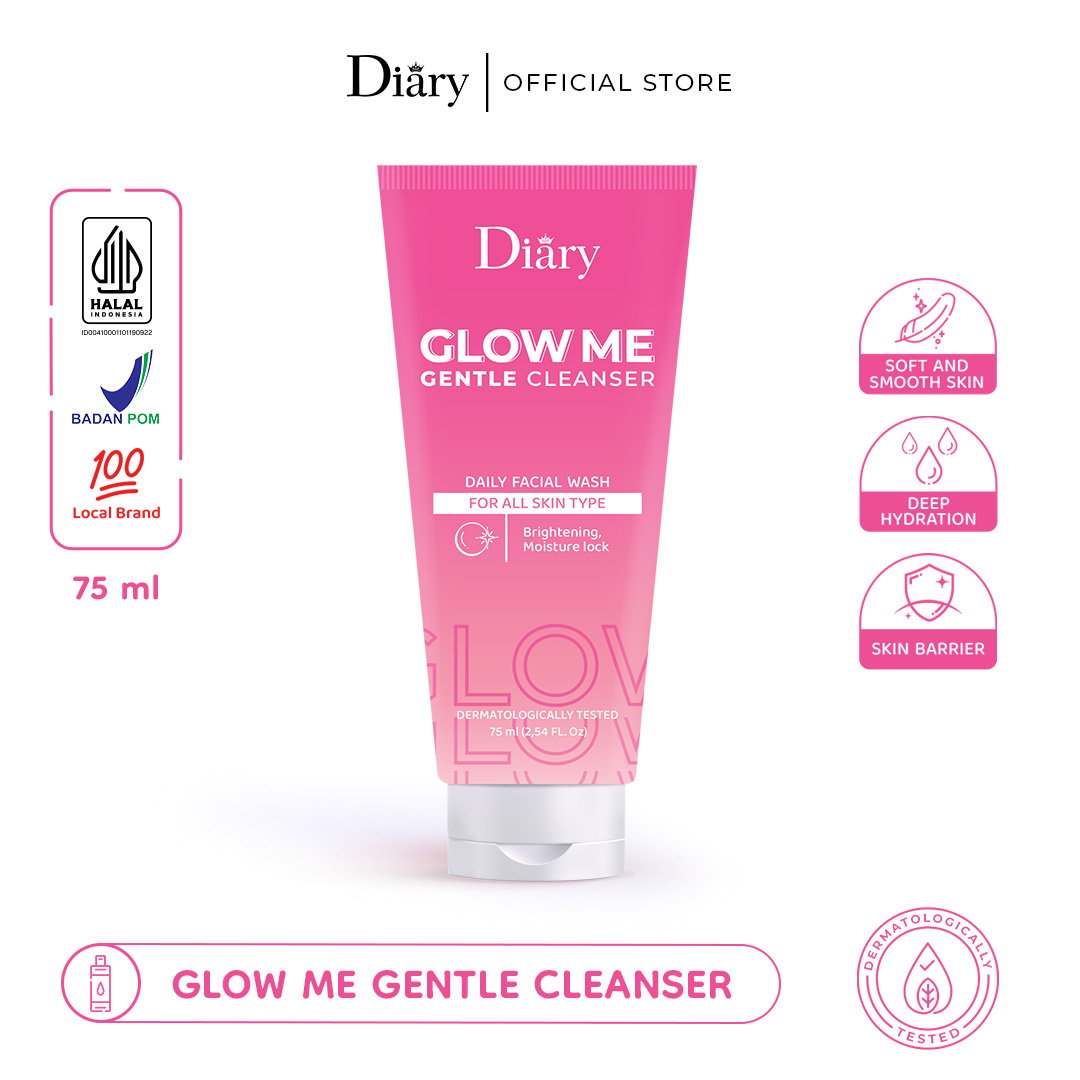 Diary | OFFICIAL STORE
HALAL
INDONESIA
ID00410001101190922
BADAN POM
100
Local Brand
75 ml
Diary
GLOW ME
GENTLE CLEANSER
DAILY FACIAL WASH
FOR ALL SKIN TYPE
Brightening,
Moisture lock
GLOW
DERMATOLOGICALLY TESTED
75 ml (2,54 FL. Oz)
GLOW
SOFT AND
SMOOTH SKIN
DEEP
HYDRATION
SKIN BARRIER
GLOW ME GENTLE CLEANSER
DERMATOLOGICALLY
TESTED